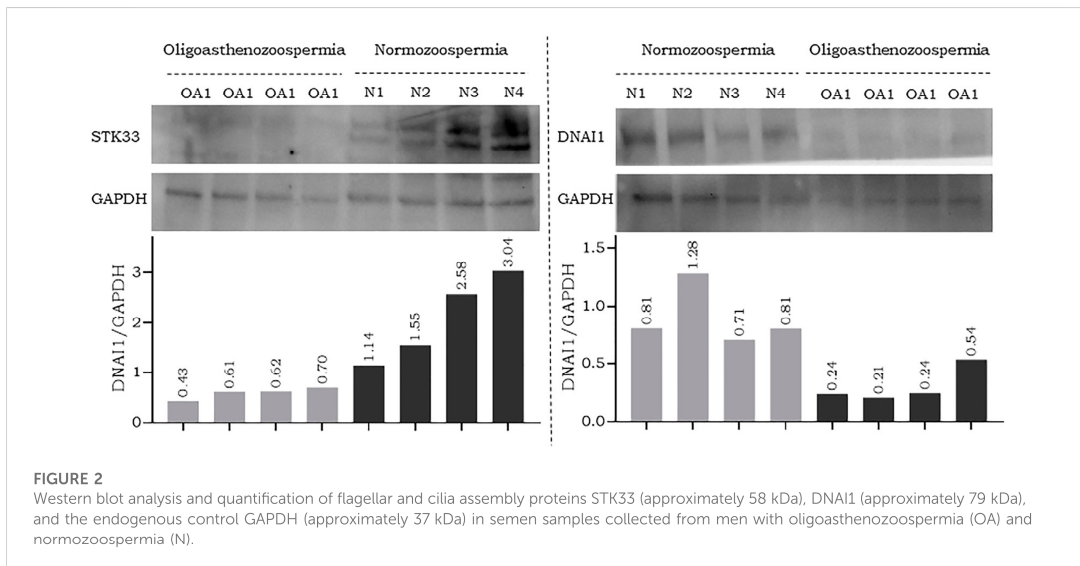 Oligoasthenozoospermia Normozoospermia
OA1 OA1 OA1 OA1 N1 N2 N3 N4
STK33
GAPDH
DNAI1/GAPDH
3
2
1
0
0.43 0.61 0.62 0.70 1.14 1.55 2.58 3.04
Normozoospermia Oligoasthenozoospermia
N1 N2 N3 N4 OA1 OA1 OA1 OA1
DNAI1
GAPDH
DNAI1/GAPDH
1.5
1.0
0.5
0.0
0.81 1.28 0.71 0.81 0.24 0.21 0.24 0.54
FIGURE 2
Western blot analysis and quantification of flagellar and cilia assembly proteins STK33 (approximately 58 kDa), DNAI1 (approximately 79 kDa),
and the endogenous control GAPDH (approximately 37 kDa) in semen samples collected from men with oligoasthenozoospermia (OA) and
normozoospermia (N).